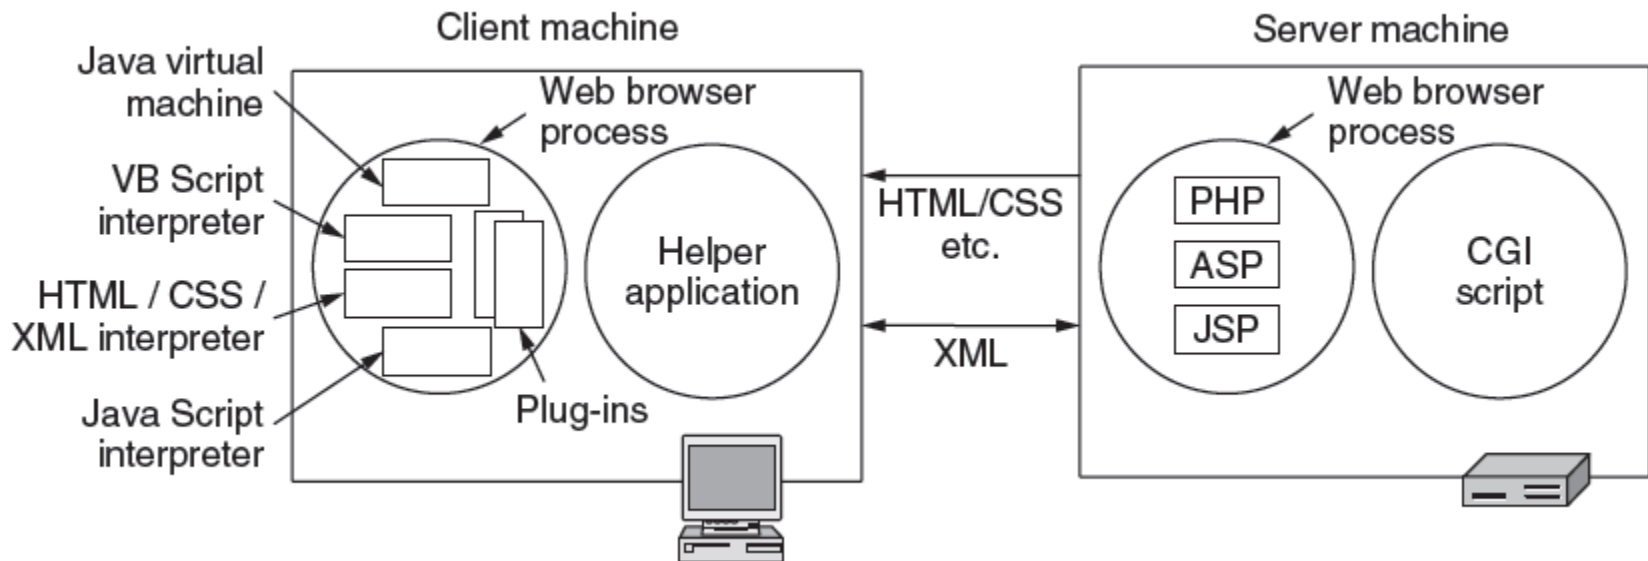 Client machine
Server machine
Java virtual
machine
Web browser
process
VB Script
interpreter
HTML / CSS /
XML interpreter
Java Script
interpreter
Plug-ins
Helper
application
HTML/CSS
etc.
XML
Web browser
process
PHP
ASP
JSP
CGI
script